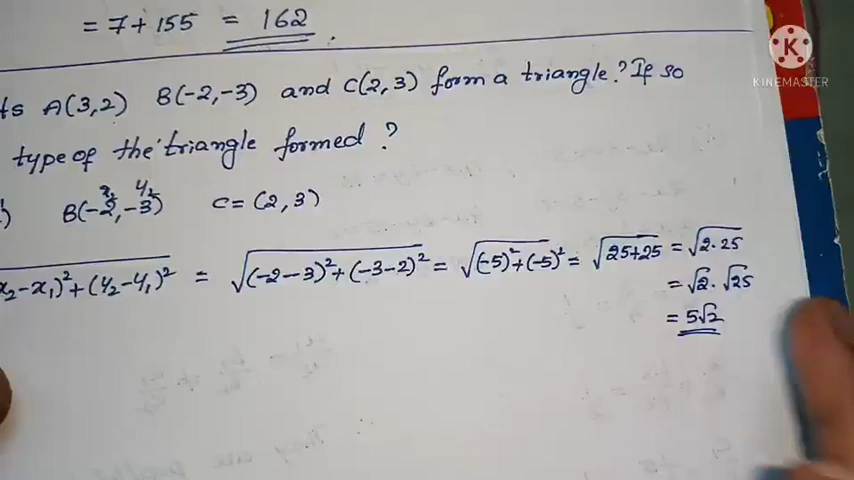 = 7 + 155 = 162
K
KINEMASTER
A(3,2) B(-2,-3) and C(2,3) form a triangle? If so
type of the triangle formed?
x₂ y₂
B(-2,-3) C = (2,3)
x₂-x₁)²+(y₂-y₁)² = √(-2-3)²+(-3-2)² = √(-5)²+(-5)² = √25+25 = √2·25
= √2·√25
= 5√2